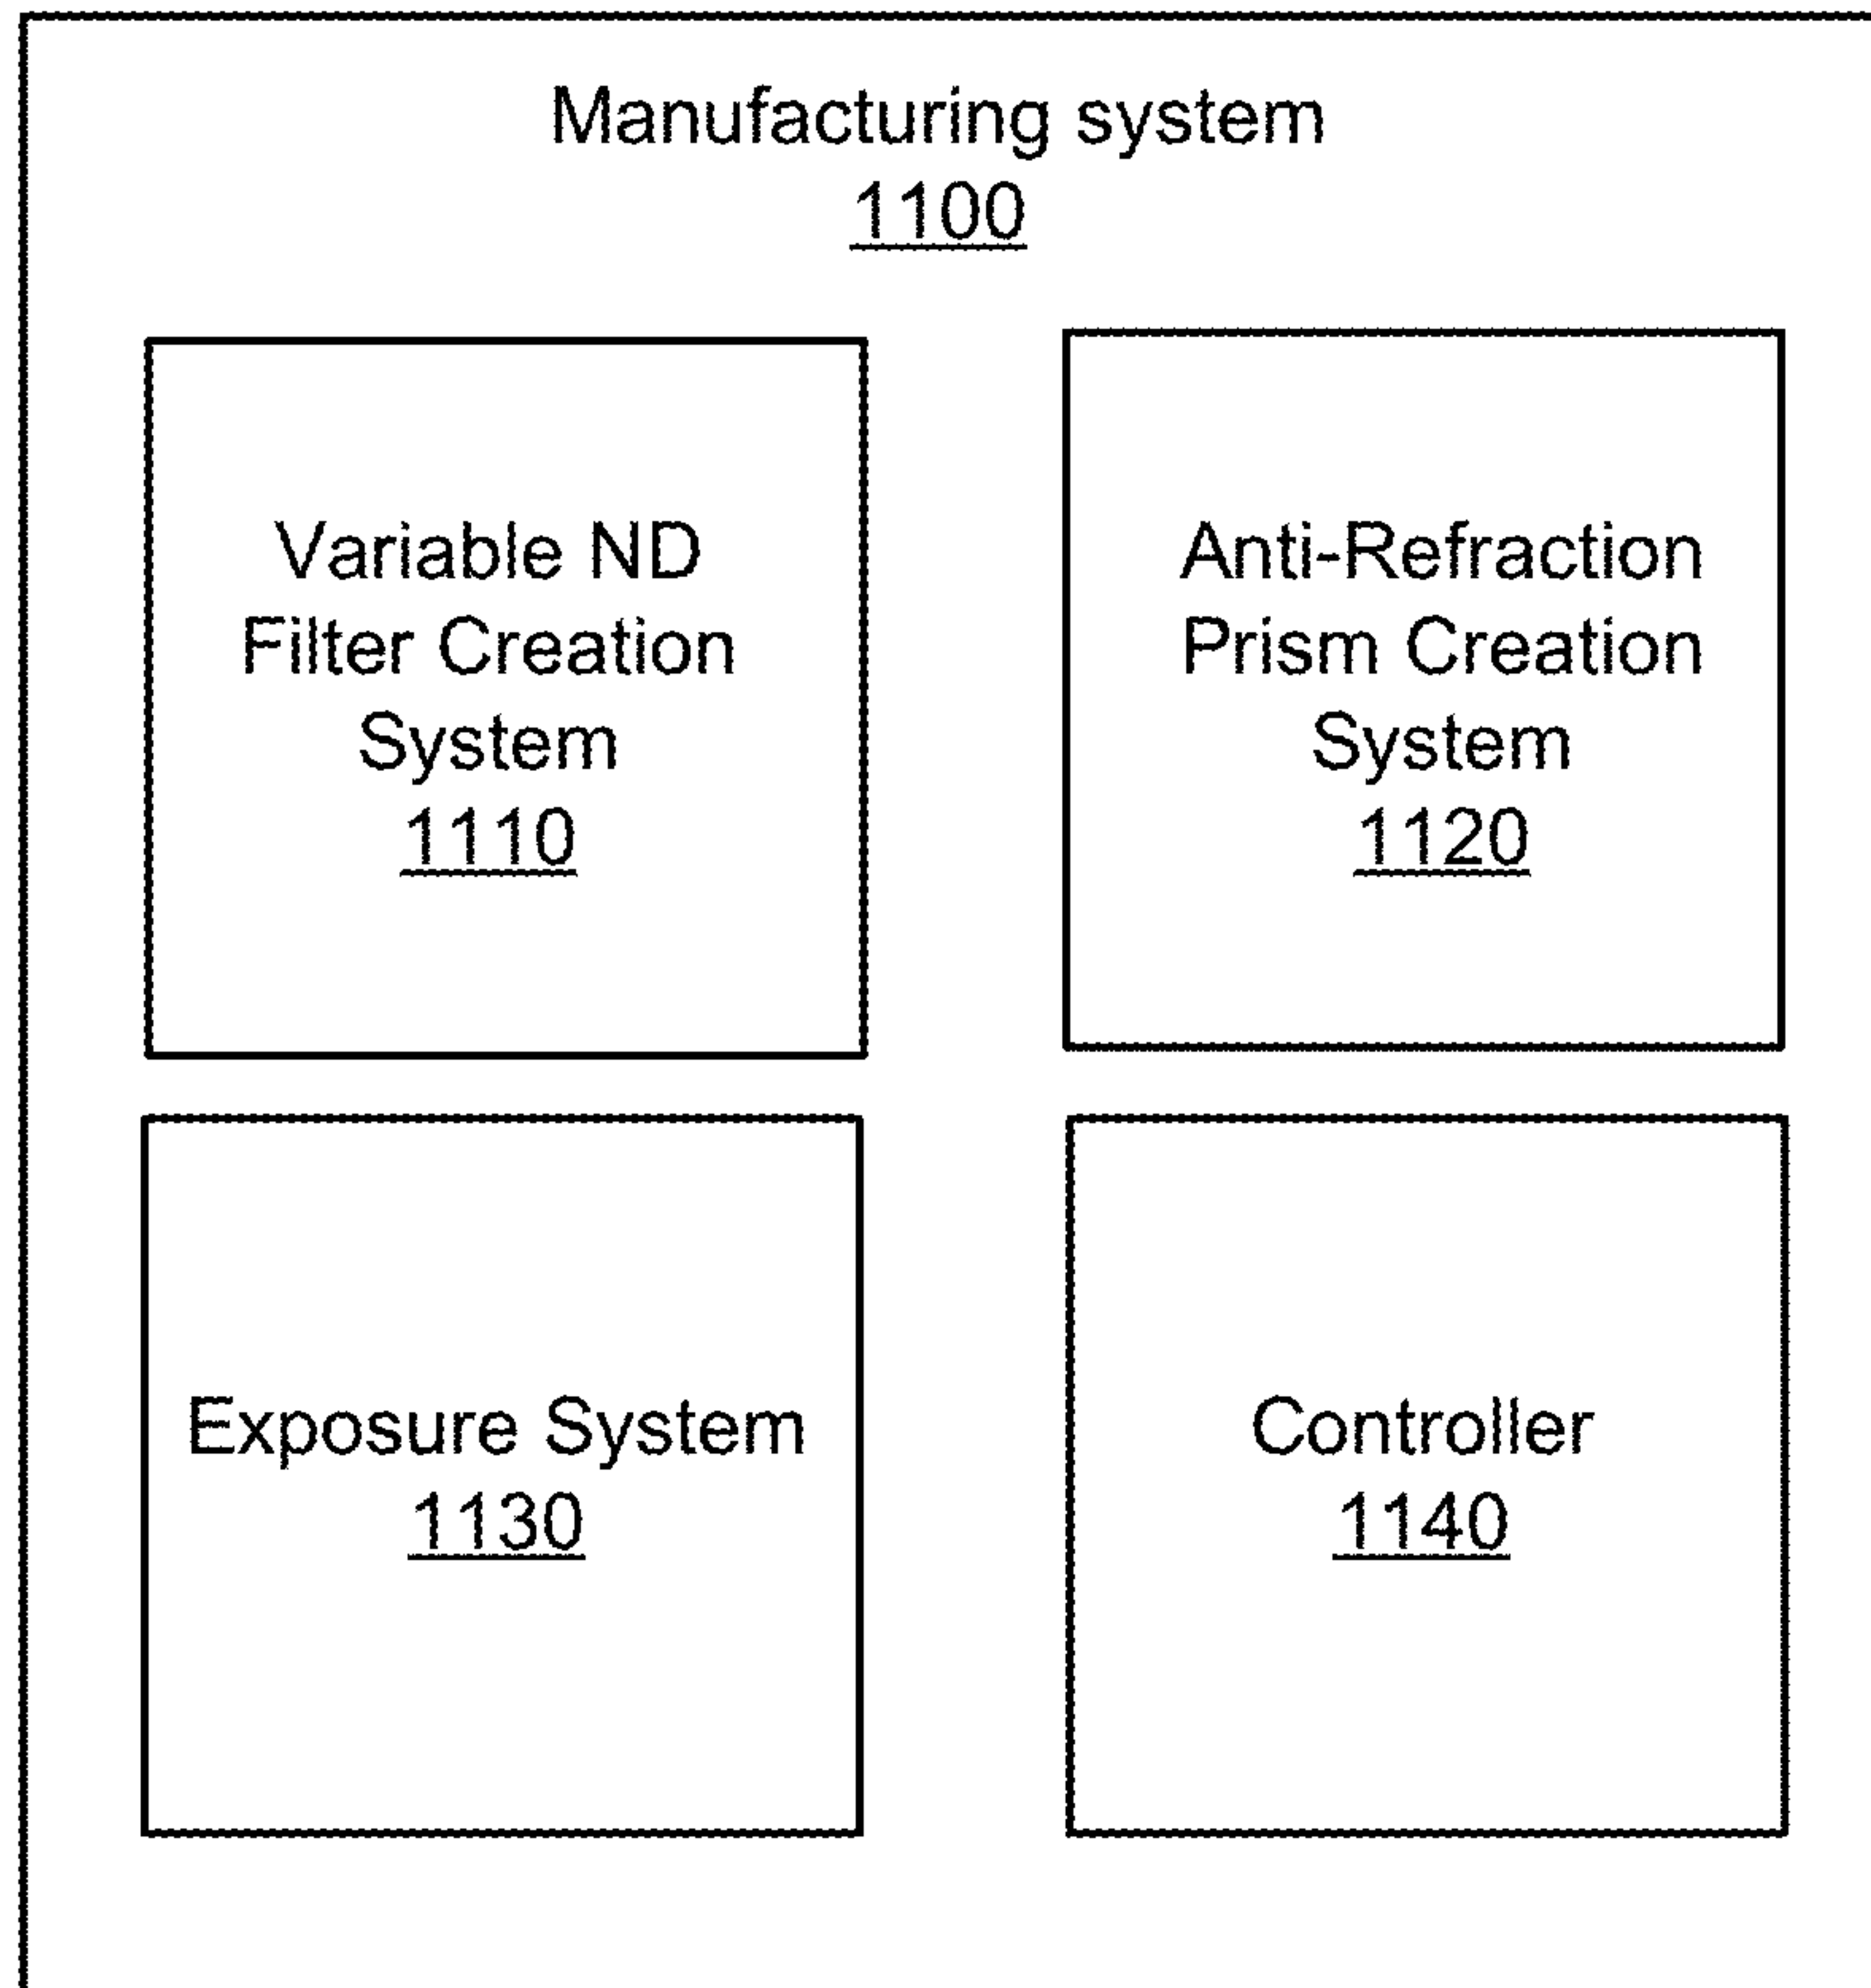 Manufacturing system
1100
Variable ND
Filter Creation
System
1110
Anti-Refraction
Prism Creation
System
1120
Exposure System
1130
Controller
1140